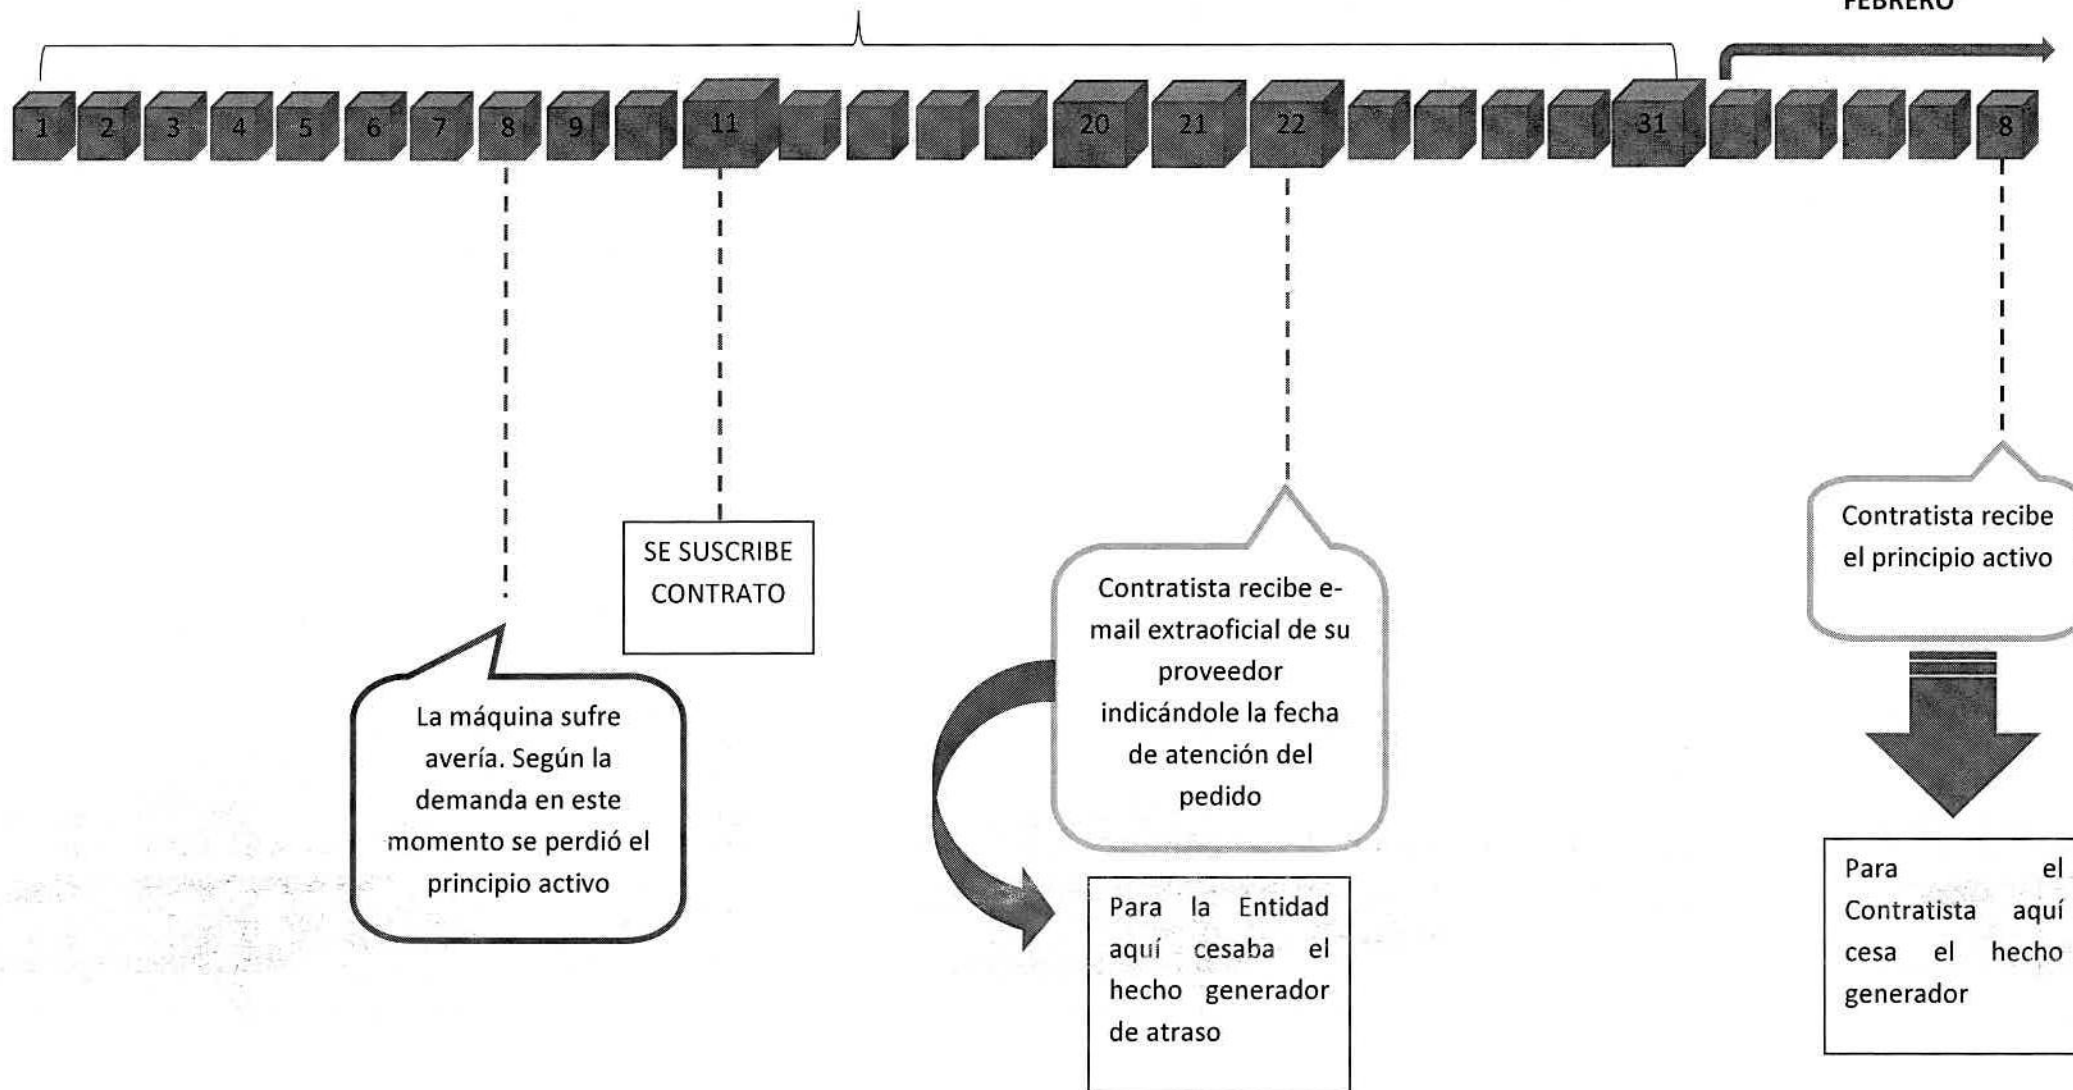 FEBRERO
1 2 3 4 5 6 7 8 9 11 20 21 22 31 8
SE SUSCRIBE
CONTRATO
La máquina sufre
avería. Según la
demanda en este
momento se perdió el
principio activo
Contratista recibe e-
mail extraoficial de su
proveedor
indicándole la fecha
de atención del
pedido
Para la Entidad
aquí cesaba el
hecho generador
de atraso
Contratista recibe
el principio activo
Para el
Contratista aquí
cesa el hecho
generador